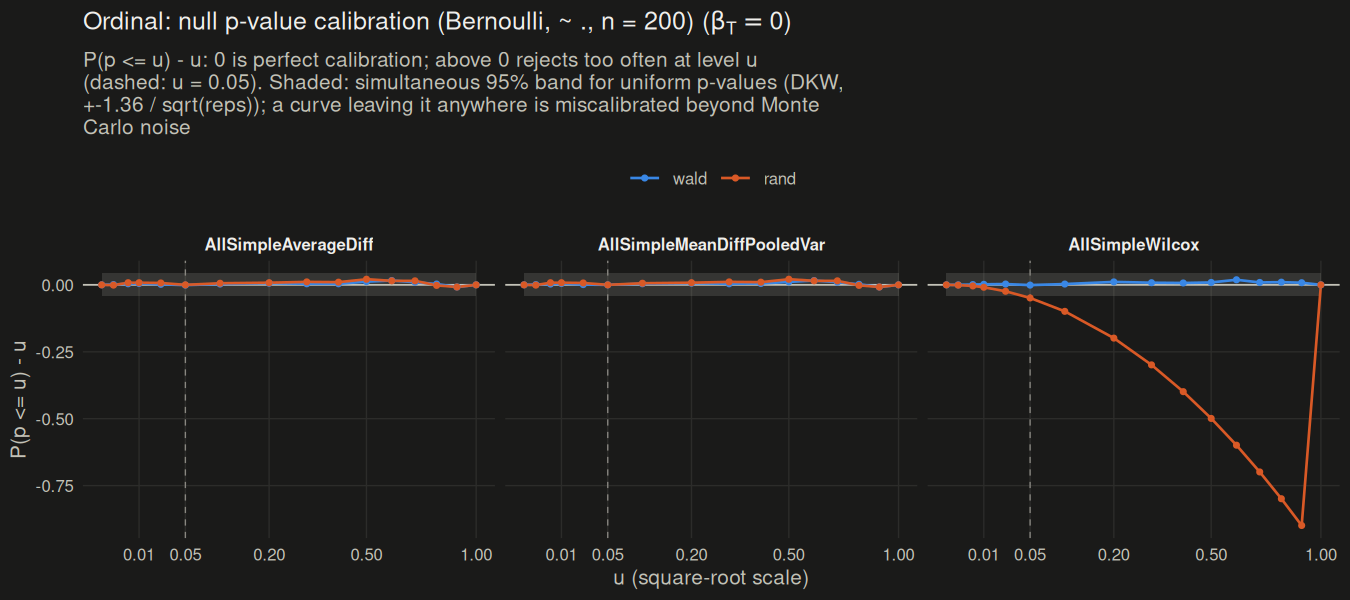 Ordinal: null p-value calibration (Bernoulli, ~ ., n = 200) (βT = 0)
P(p <= u) - u: 0 is perfect calibration; above 0 rejects too often at level u
(dashed: u = 0.05). Shaded: simultaneous 95% band for uniform p-values (DKW,
+-1.36 / sqrt(reps)); a curve leaving it anywhere is miscalibrated beyond Monte
Carlo noise
wald rand
AllSimpleAverageDiff AllSimpleMeanDiffPooledVar AllSimpleWilcox
P(p <= u) - u
0.00
-0.25
-0.50
-0.75
0.01 0.05 0.20 0.50 1.00 0.01 0.05 0.20 0.50 1.00 0.01 0.05 0.20 0.50 1.00
u (square-root scale)